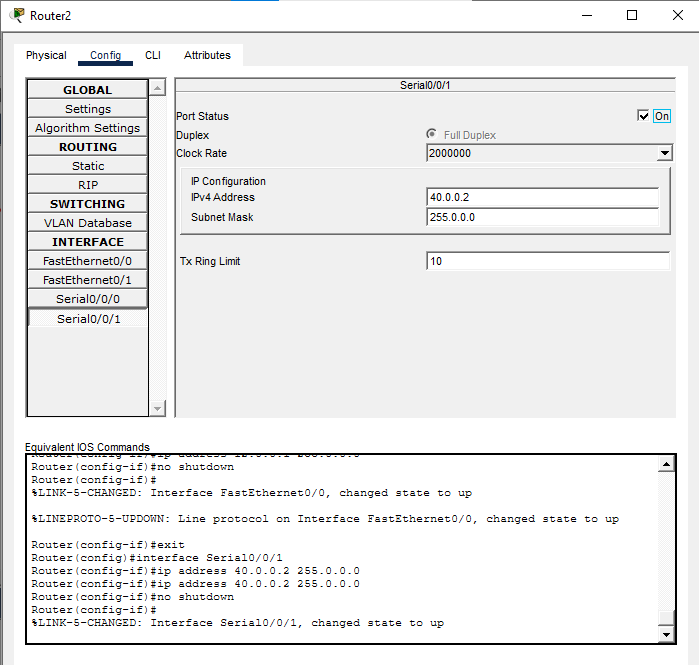 Router2
Physical Config CLI Attributes
GLOBAL
Settings
Algorithm Settings
ROUTING
Static
RIP
SWITCHING
VLAN Database
INTERFACE
FastEthernet0/0
FastEthernet0/1
Serial0/0/0
Serial0/0/1
Serial0/0/1
Port Status On
Duplex Full Duplex
Clock Rate 2000000
IP Configuration
IPv4 Address 40.0.0.2
Subnet Mask 255.0.0.0
Tx Ring Limit 10
Equivalent IOS Commands
Router(config-if)#no shutdown
Router(config-if)#
%LINK-5-CHANGED: Interface FastEthernet0/0, changed state to up
%LINEPROTO-5-UPDOWN: Line protocol on Interface FastEthernet0/0, changed state to up
Router(config-if)#exit
Router(config)#interface Serial0/0/1
Router(config-if)#ip address 40.0.0.2 255.0.0.0
Router(config-if)#ip address 40.0.0.2 255.0.0.0
Router(config-if)#no shutdown
Router(config-if)#
%LINK-5-CHANGED: Interface Serial0/0/1, changed state to up